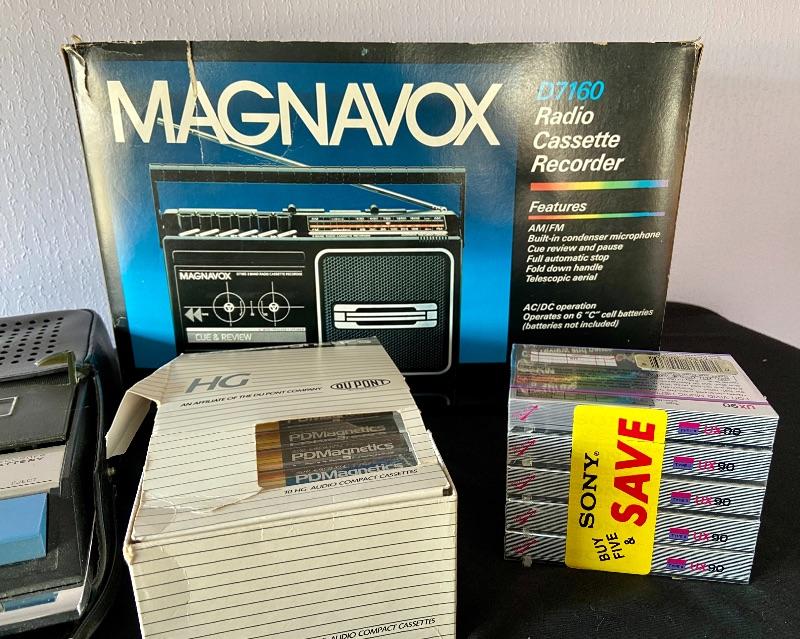 MAGNAVOX
D7160
Radio
Cassette
Recorder
Features
AM/FM
Built-in condenser microphone
Cue review and pause
Full automatic stop
Fold down handle
Telescopic aerial
AC/DC operation
Operates on 6 "C" cell batteries
(batteries not included)
MAGNAVOX
CUE & REVIEW
HG
AN AFFILIATE OF THE DU PONT COMPANY
DU PONT
PDMagnetics
PDMagnetics
PDMagnetics
10 HG AUDIO COMPACT CASSETTES
AUDIO COMPACT CASSETTES
EJECT
UX90
UX90
UX90
UX90
UX90
UX90
SONY®
BUY
FIVE
&
SAVE